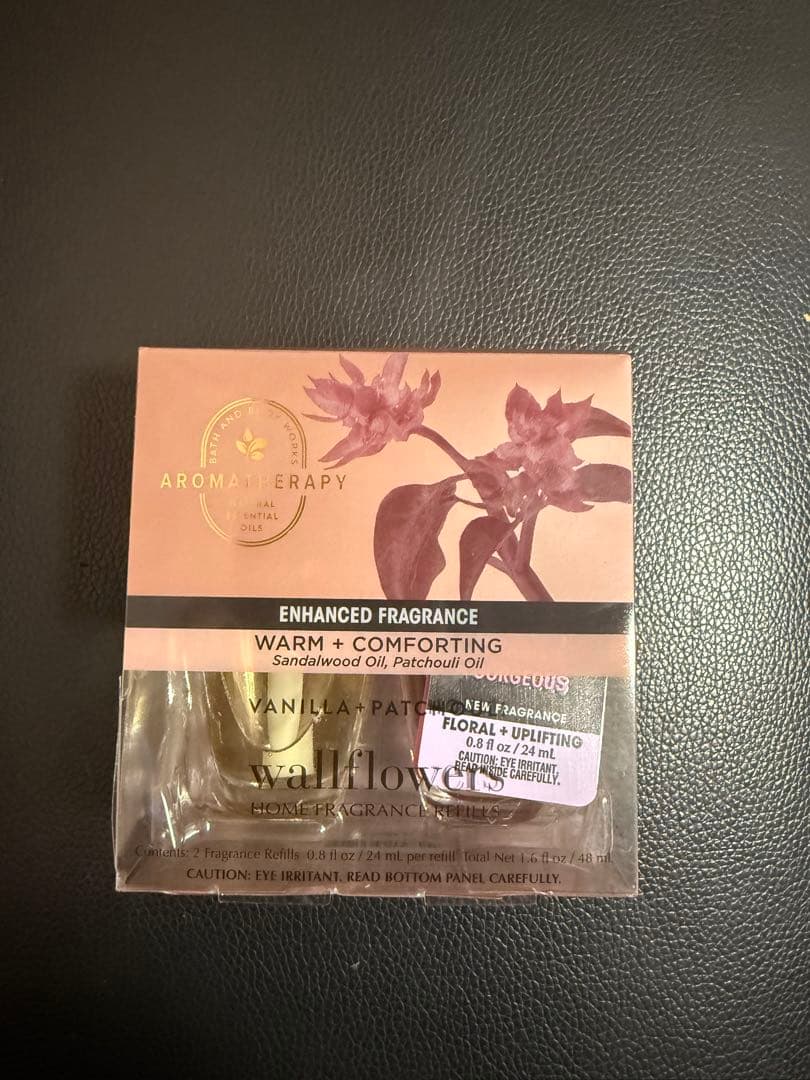 BATH AND BODY WORKS
AROMATHERAPY
NATURAL
ESSENTIAL
OILS
ENHANCED FRAGRANCE
WARM + COMFORTING
Sandalwood Oil, Patchouli Oil
GORGEOUS
VANILLA + PATCHO
NEW FRAGRANCE
FLORAL + UPLIFTING
0.8 fl oz / 24 mL
CAUTION: EYE IRRITANT.
READ INSIDE CAREFULLY.
wallflowers
HOME FRAGRANCE REFILLS
Contents: 2 Fragrance Refills 0.8 fl oz / 24 mL per refill Total Net 1.6 fl oz / 48 mL
CAUTION: EYE IRRITANT. READ BOTTOM PANEL CAREFULLY.